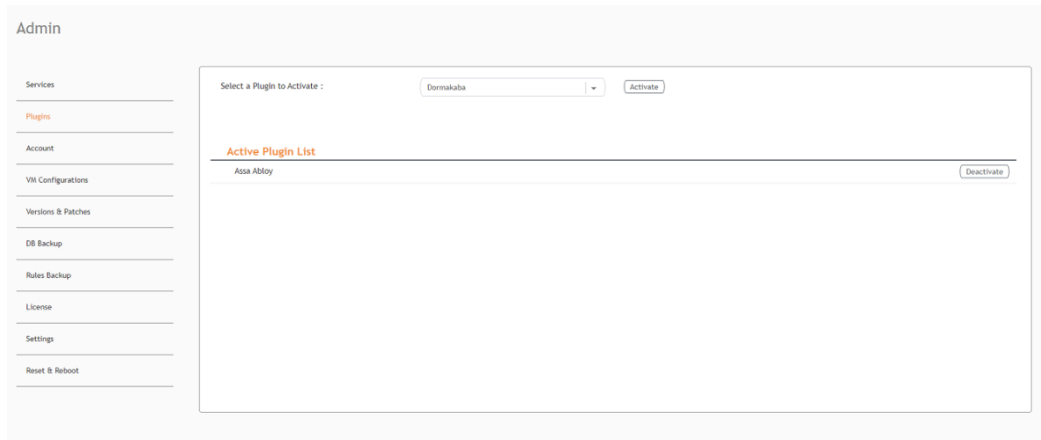 Admin
Services
Plugins
Account
VM Configurations
Versions & Patches
DB Backup
Rules Backup
License
Settings
Reset & Reboot
Select a Plugin to Activate :
Dormakaba
Activate
Active Plugin List
Assa Abloy
Deactivate